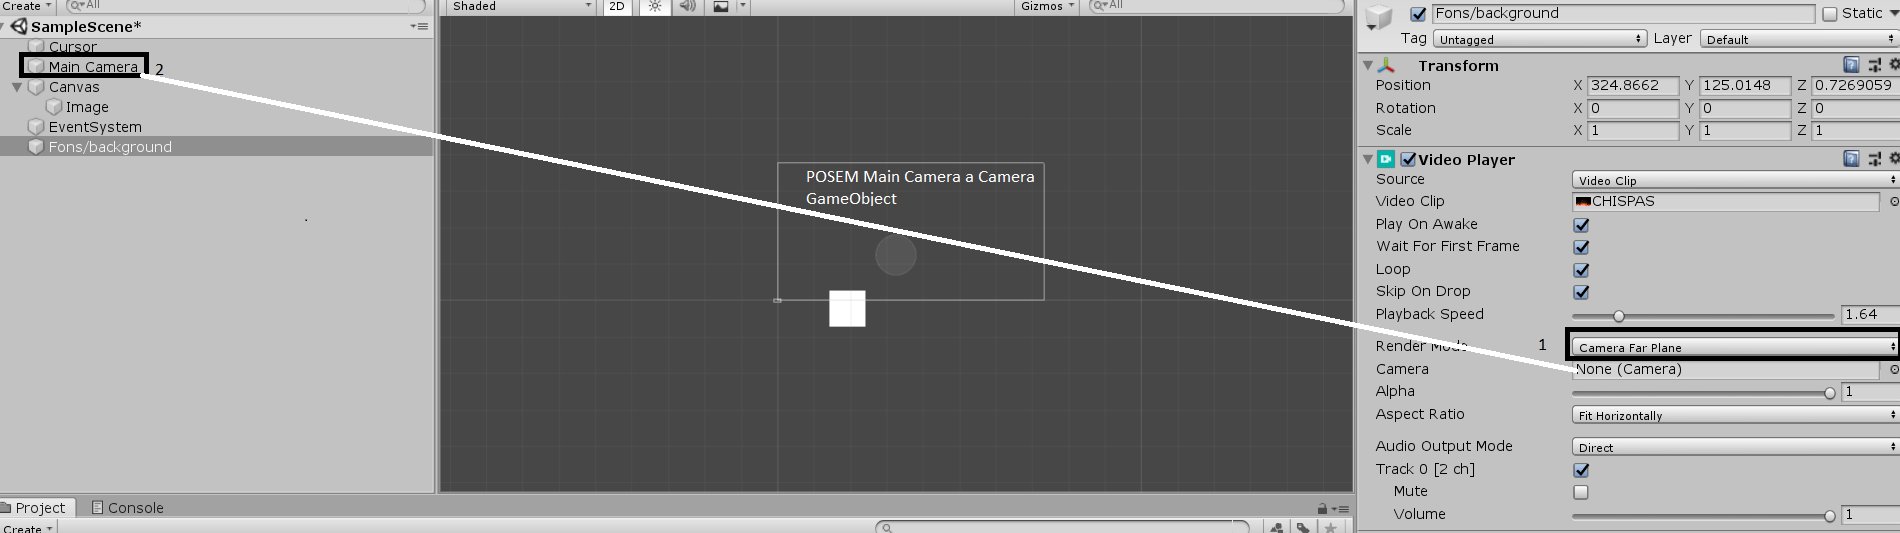 Create
All
Shaded
2D
Gizmos
All
Fons/background
Static
SampleScene*
Tag
Untagged
Layer
Default
Cursor
Main Camera
2
Transform
Canvas
Position
X
324.8662
Y
125.0148
Z
0.7269059
Image
Rotation
X
0
Y
0
Z
0
EventSystem
Scale
X
1
Y
1
Z
1
Fons/background
Video Player
POSEM Main Camera a Camera
GameObject
Source
Video Clip
Video Clip
CHISPAS
Play On Awake
Wait For First Frame
Loop
Skip On Drop
Playback Speed
1.64
Render Mode
1
Camera Far Plane
Camera
None (Camera)
Alpha
1
Aspect Ratio
Fit Horizontally
Audio Output Mode
Direct
Track 0 [2 ch]
Mute
Volume
1
Project
Console
Create